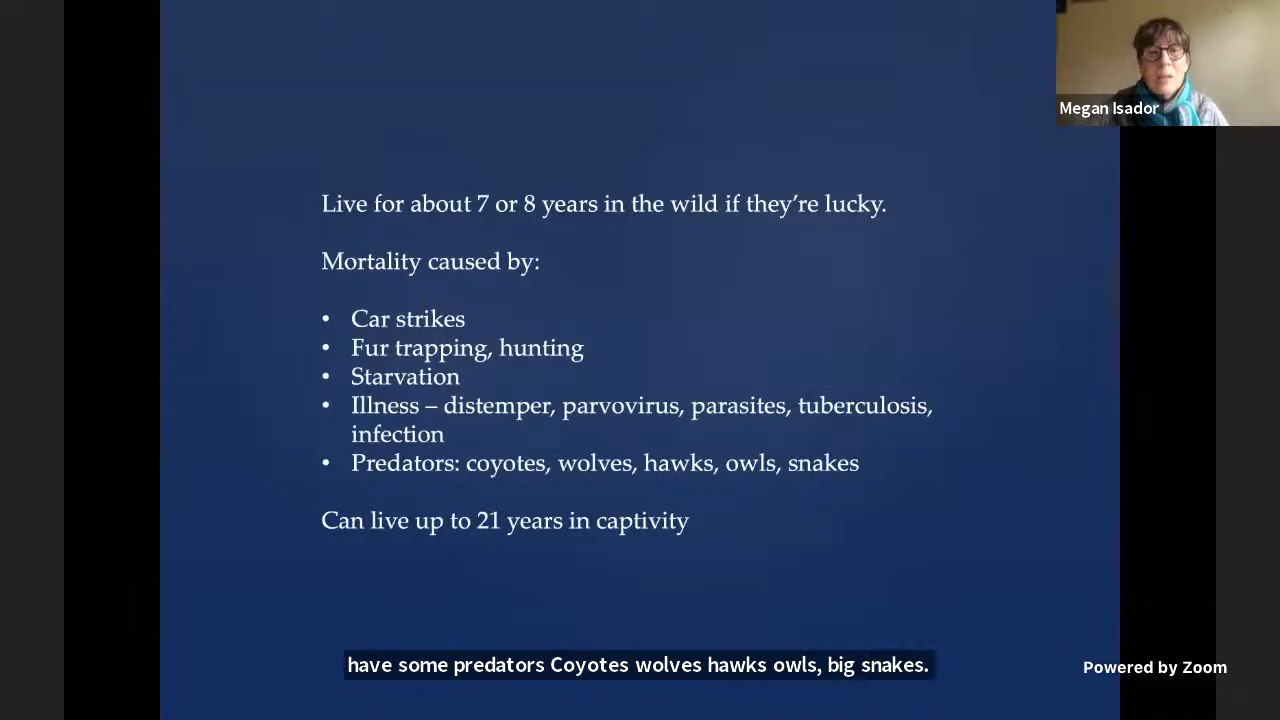 Megan Isador
Live for about 7 or 8 years in the wild if they’re lucky.
Mortality caused by:
• Car strikes
• Fur trapping, hunting
• Starvation
• Illness – distemper, parvovirus, parasites, tuberculosis,
infection
• Predators: coyotes, wolves, hawks, owls, snakes
Can live up to 21 years in captivity
have some predators Coyotes wolves hawks owls, big snakes.
Powered by Zoom